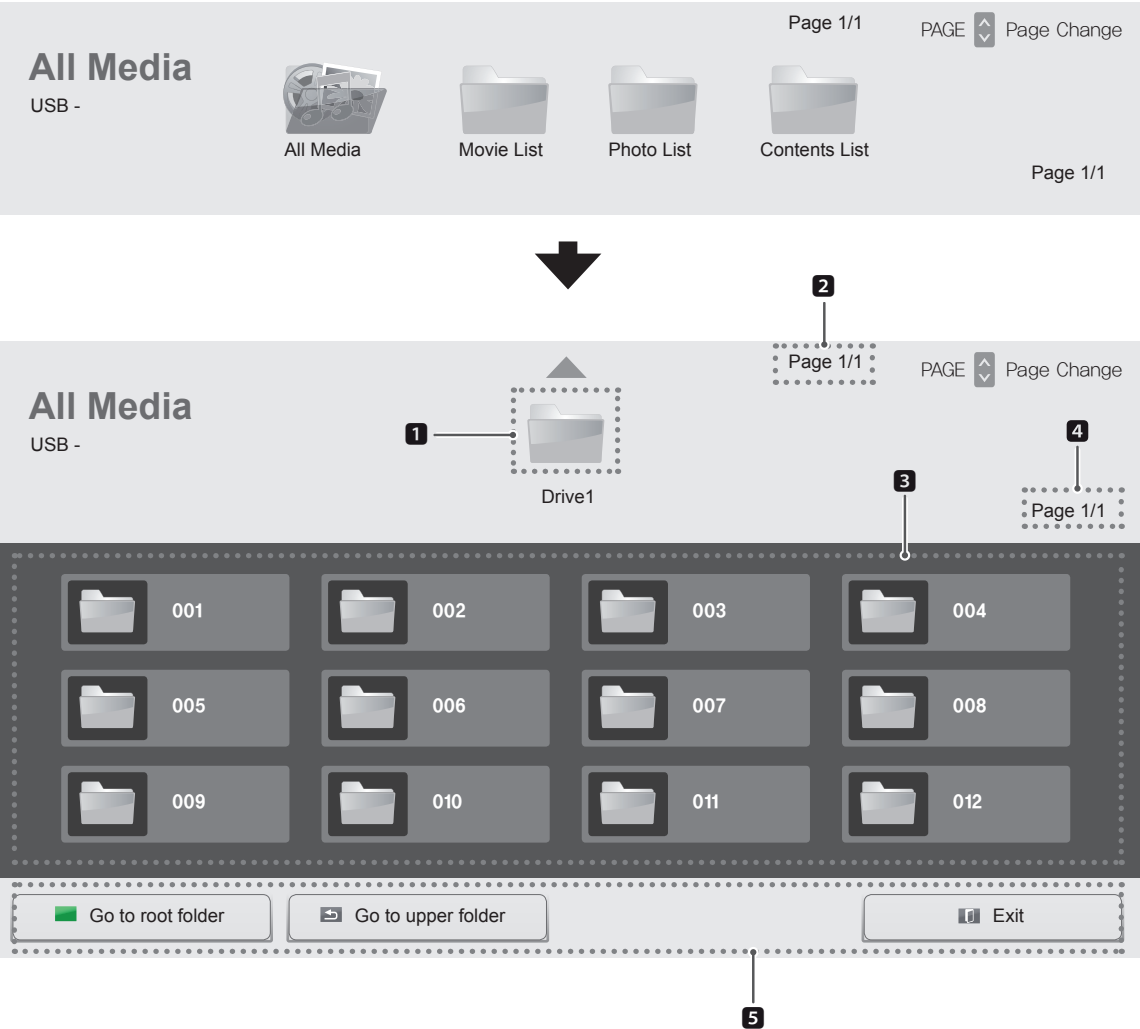 Page 1/1
PAGE Page Change
All Media
USB -
All Media Movie List Photo List Contents List
Page 1/1
2
Page 1/1
PAGE Page Change
All Media
USB -
1
4
3
Drive1
Page 1/1
001 002 003 004
005 006 007 008
009 010 011 012
Go to root folder Go to upper folder Exit
5